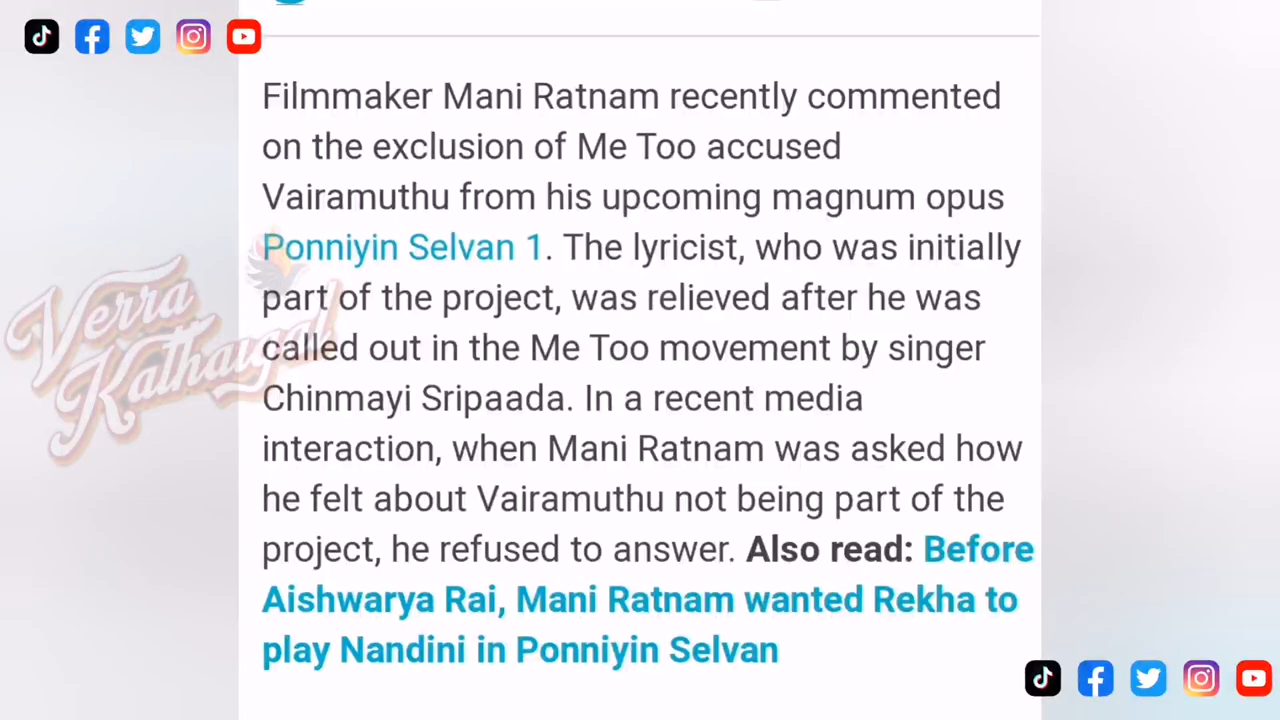 Filmmaker Mani Ratnam recently commented
on the exclusion of Me Too accused
Vairamuthu from his upcoming magnum opus
Ponniyin Selvan 1. The lyricist, who was initially
part of the project, was relieved after he was
called out in the Me Too movement by singer
Chinmayi Sripaada. In a recent media
interaction, when Mani Ratnam was asked how
he felt about Vairamuthu not being part of the
project, he refused to answer. Also read: Before
Aishwarya Rai, Mani Ratnam wanted Rekha to
play Nandini in Ponniyin Selvan
Verra
Kathaigal